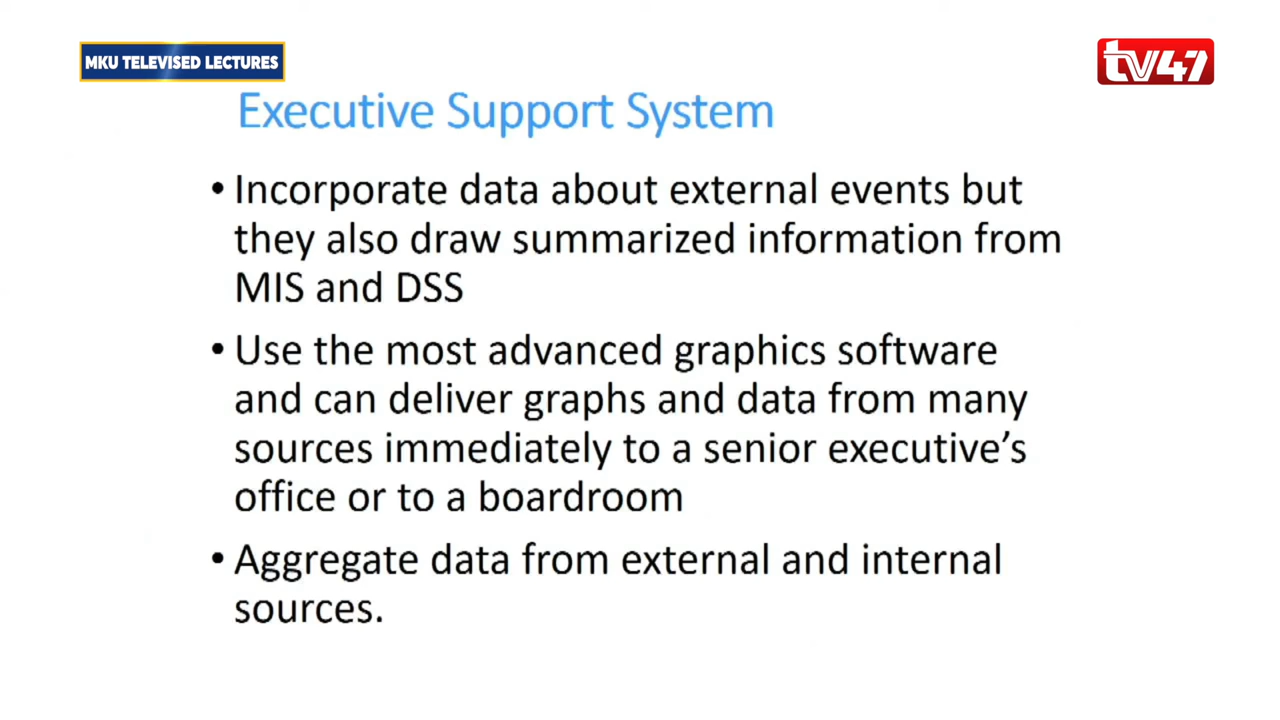 MKU TELEVISED LECTURES
tv47
Executive Support System
• Incorporate data about external events but
they also draw summarized information from
MIS and DSS
• Use the most advanced graphics software
and can deliver graphs and data from many
sources immediately to a senior executive’s
office or to a boardroom
• Aggregate data from external and internal
sources.